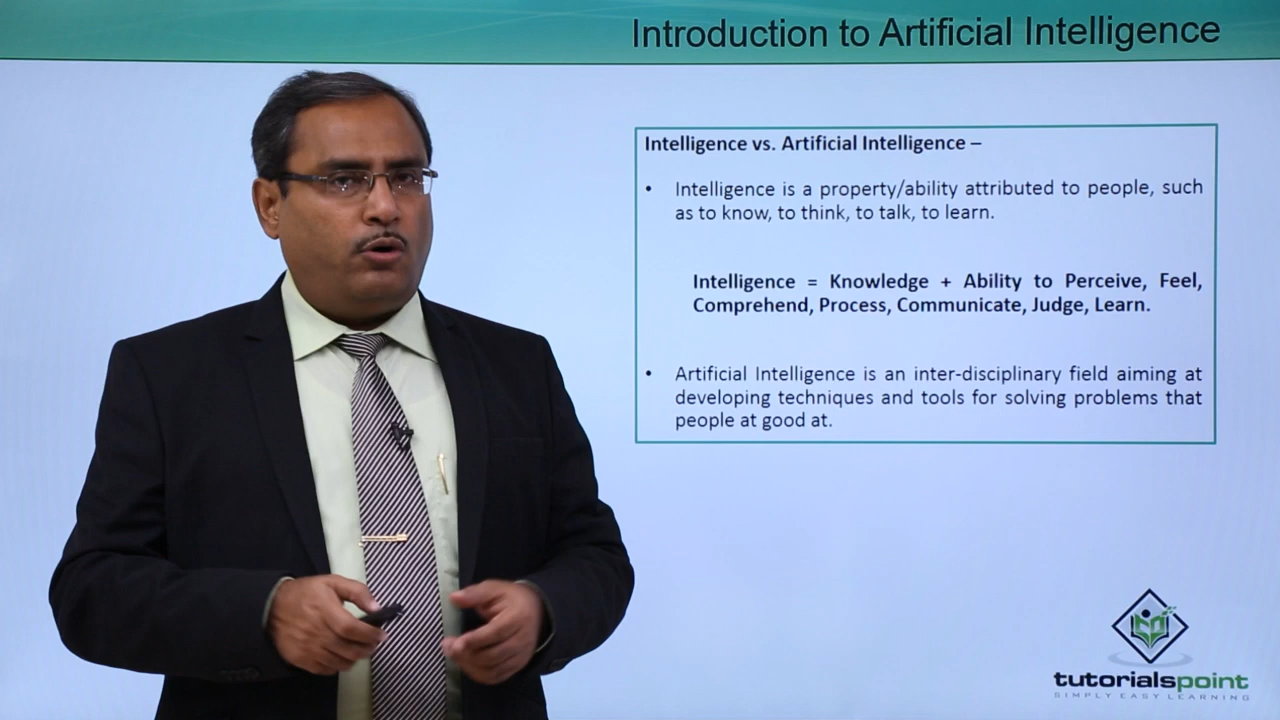 Introduction to Artificial Intelligence
Intelligence vs. Artificial Intelligence –
• Intelligence is a property/ability attributed to people, such
as to know, to think, to talk, to learn.
Intelligence = Knowledge + Ability to Perceive, Feel,
Comprehend, Process, Communicate, Judge, Learn.
• Artificial Intelligence is an inter-disciplinary field aiming at
developing techniques and tools for solving problems that
people at good at.
tutorialspoint
SIMPLY EASY LEARNING